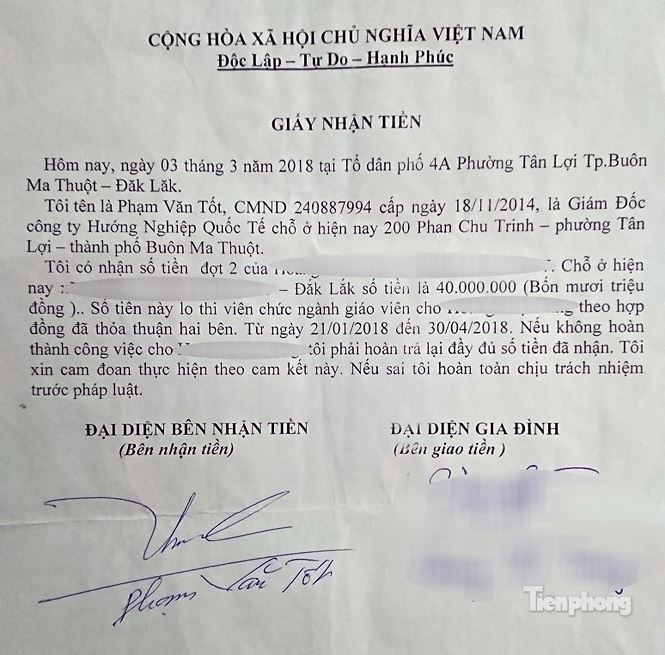 CỘNG HÒA XÃ HỘI CHỦ NGHĨA VIỆT NAM
Độc Lập – Tự Do – Hạnh Phúc
GIẤY NHẬN TIỀN
Hôm nay, ngày 03 tháng 3 năm 2018 tại Tổ dân phố 4A Phường Tân Lợi Tp.Buôn
Ma Thuột – Đăk Lăk.
Tôi tên là Phạm Văn Tốt, CMND 240887994 cấp ngày 18/11/2014, là Giám Đốc
công ty Hướng Nghiệp Quốc Tế chỗ ở hiện nay 200 Phan Chu Trinh – phường Tân
Lợi – thành phố Buôn Ma Thuột.
Tôi có nhận số tiền đợt 2 của . Chỗ ở hiện
nay : – Đăk Lắk số tiền là 40.000.000 (Bốn mươi triệu
đồng ).. Số tiền này lo thi viên chức ngành giáo viên cho theo hợp
đồng đã thỏa thuận hai bên. Từ ngày 21/01/2018 đến 30/04/2018. Nếu không hoàn
thành công việc cho tôi phải hoàn trả lại đầy đủ số tiền đã nhận. Tôi
xin cam đoan thực hiện theo cam kết này. Nếu sai tôi hoàn toàn chịu trách nhiệm
trước pháp luật.
ĐẠI DIỆN BÊN NHẬN TIỀN
(Bên nhận tiền)
ĐẠI DIỆN GIA ĐÌNH
(Bên giao tiền )
Phạm Văn Tốt
Tiềnphong